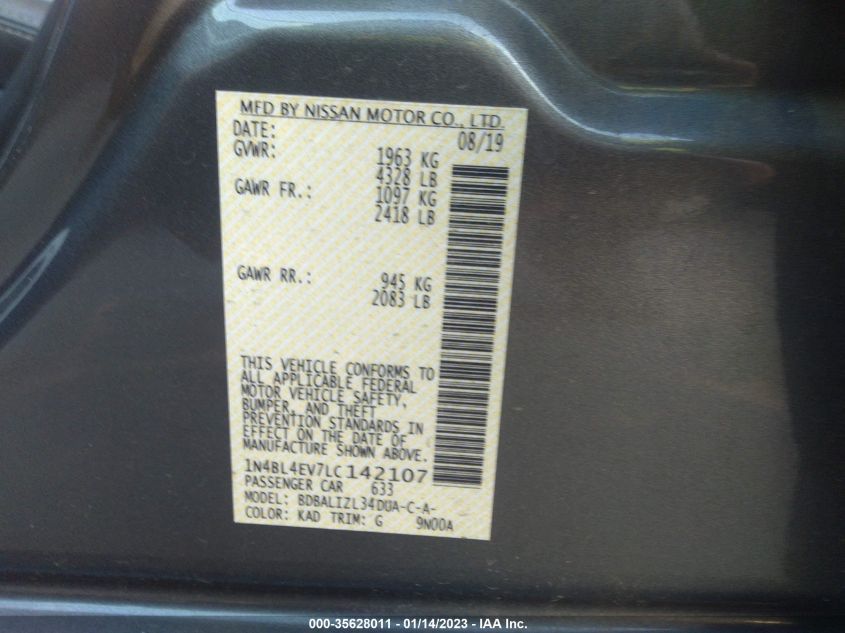 MFD BY NISSAN MOTOR CO., LTD.
DATE: 08/19
GVWR: 1963 KG
4328 LB
GAWR FR.: 1097 KG
2418 LB
GAWR RR.: 945 KG
2083 LB
THIS VEHICLE CONFORMS TO
ALL APPLICABLE FEDERAL
MOTOR VEHICLE SAFETY,
BUMPER, AND THEFT
PREVENTION STANDARDS IN
EFFECT ON THE DATE OF
MANUFACTURE SHOWN ABOVE.
1N4BL4EV7LC142107
PASSENGER CAR 633
MODEL: BDBALIZL34DUA-C-A-
COLOR: KAD TRIM: G 9N00A
000-35628011 - 01/14/2023 - © IAA Inc.